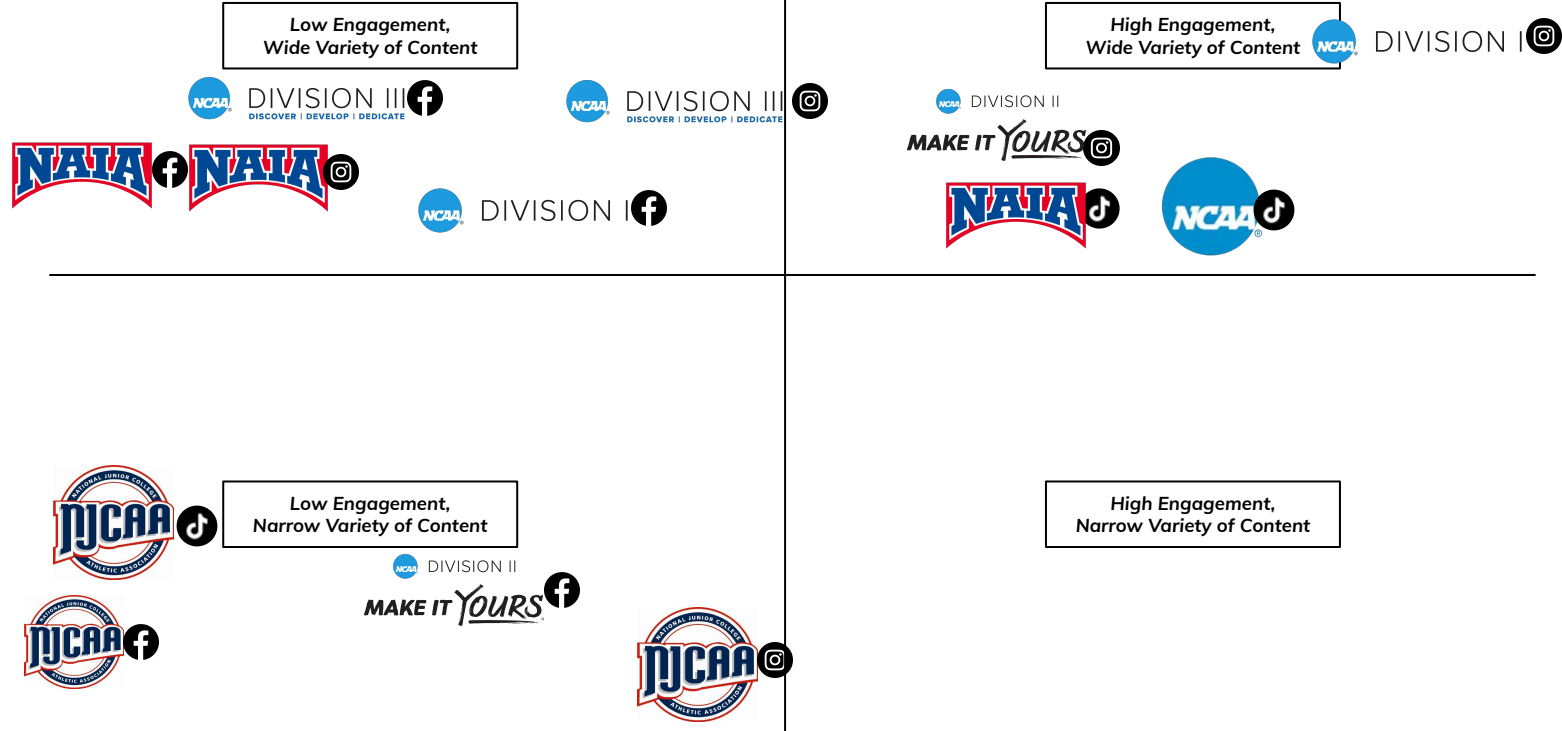 Low Engagement,
Wide Variety of Content
High Engagement,
Wide Variety of Content
NCAA DIVISION I
NCAA DIVISION III
DISCOVER | DEVELOP | DEDICATE
NCAA DIVISION III
DISCOVER | DEVELOP | DEDICATE
NCAA DIVISION II
MAKE IT YOURS
NAIA
NAIA
NCAA DIVISION I
NAIA
NCAA
Low Engagement,
Narrow Variety of Content
High Engagement,
Narrow Variety of Content
NATIONAL JUNIOR COLLEGE
NJCAA
ATHLETIC ASSOCIATION
NCAA DIVISION II
MAKE IT YOURS
NATIONAL JUNIOR COLLEGE
NJCAA
ATHLETIC ASSOCIATION
NATIONAL JUNIOR COLLEGE
NJCAA
ATHLETIC ASSOCIATION